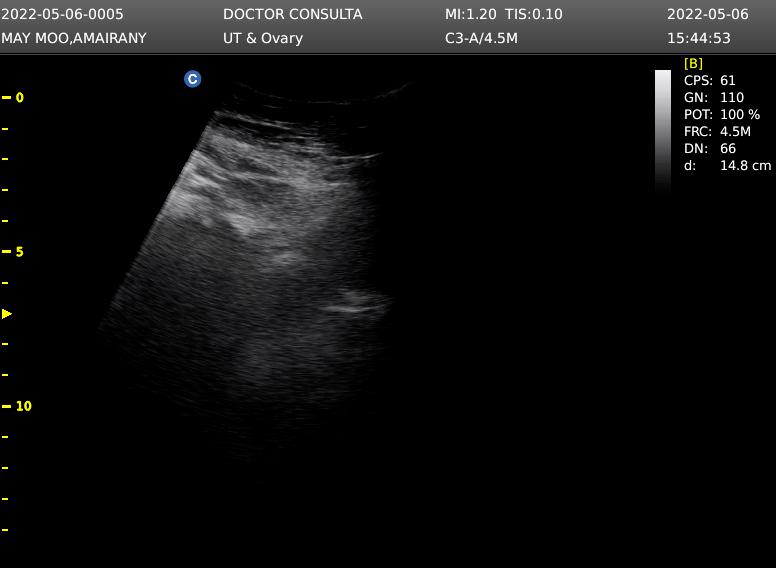 2022-05-06-0005 DOCTOR CONSULTA MI:1.20 TIS:0.10 2022-05-06
MAY MOO,AMAIRANY UT & Ovary C3-A/4.5M 15:44:53
[B]
C
CPS: 61
GN: 110
POT: 100 %
FRC: 4.5M
DN: 66
d: 14.8 cm
0
5
10